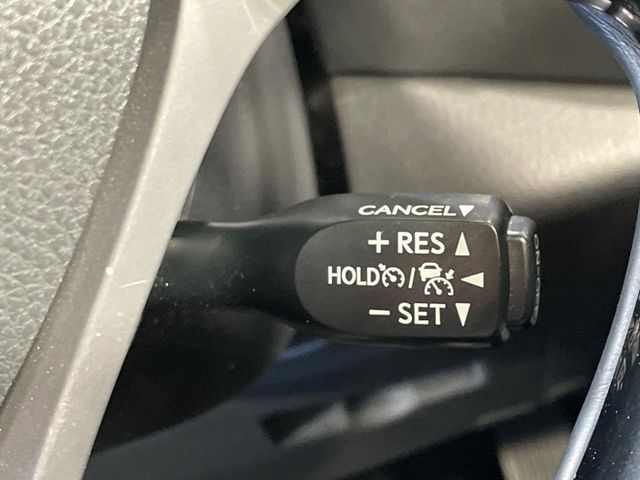 CANCEL▼
+ RES ▲
HOLD / ◀
− SET ▼